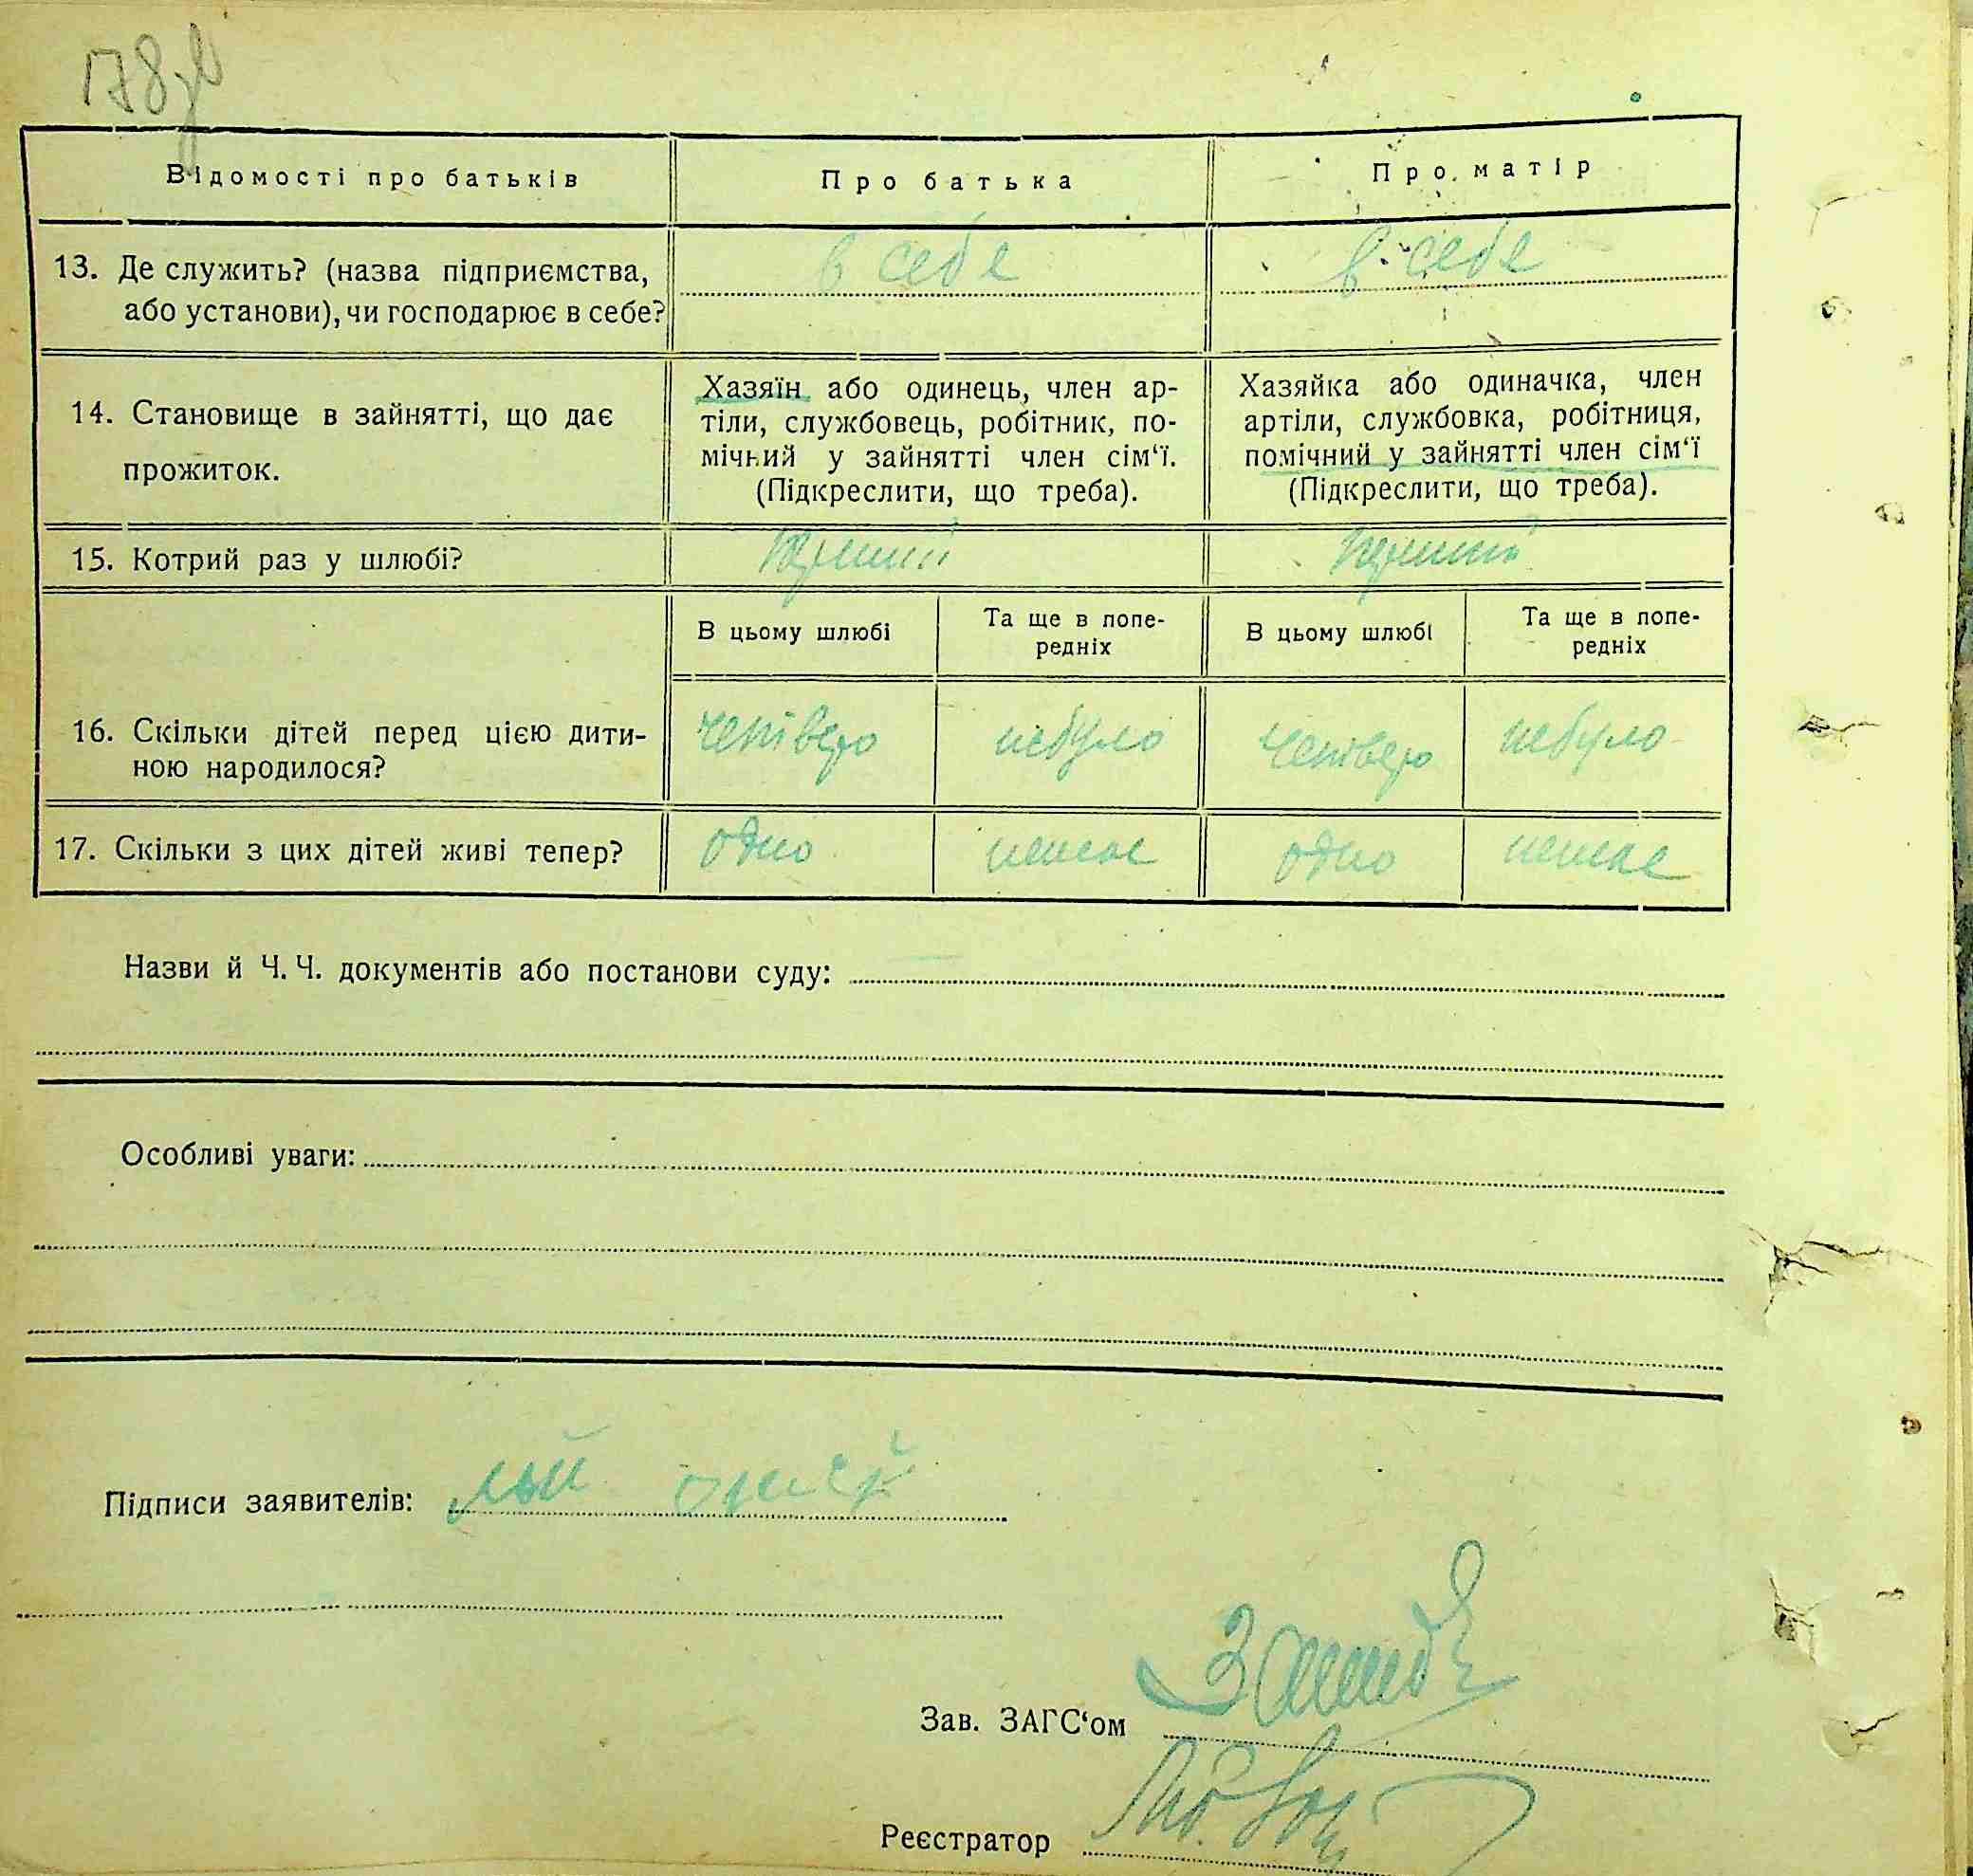 178зв
Відомості про батьків
Про батька
Про матір
13. Де служить? (назва підприємства,
або установи), чи господарює в себе?
в себе
в себе
14. Становище в зайнятті, що дає
прожиток.
Хазяїн або одинець, член ар-
тіли, службовець, робітник, по-
мічний у зайнятті член сім‘ї.
(Підкреслити, що треба).
Хазяйка або одиначка, член
артіли, службовка, робітниця,
помічний у зайнятті член сім‘ї
(Підкреслити, що треба).
15. Котрий раз у шлюбі?
перший
перший
В цьому шлюбі
Та ще в попе-
редніх
В цьому шлюбі
Та ще в попе-
редніх
16. Скільки дітей перед цією дити-
ною народилося?
четверо
небуло
четверо
небуло
17. Скільки з цих дітей живі тепер?
одно
немає
одно
немає
Назви й Ч. Ч. документів або постанови суду:
Особливі уваги:
Підписи заявителів:
Зав. ЗАГС‘ом
Реєстратор